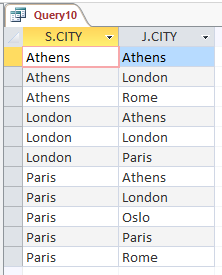 Query10
S.CITY J.CITY
Athens Athens
Athens London
Athens Rome
London Athens
London London
London Paris
Paris Athens
Paris London
Paris Oslo
Paris Paris
Paris Rome